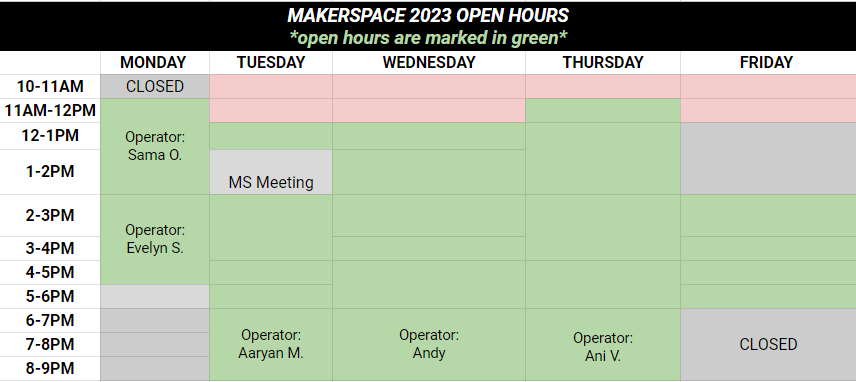 MAKERSPACE 2023 OPEN HOURS
*open hours are marked in green*
MONDAY TUESDAY WEDNESDAY THURSDAY FRIDAY
10-11AM CLOSED
11AM-12PM
12-1PM
Operator:
Sama O.
1-2PM
MS Meeting
2-3PM
Operator:
Evelyn S.
3-4PM
4-5PM
5-6PM
6-7PM
7-8PM
8-9PM
Operator:
Aaryan M.
Operator:
Andy
Operator:
Ani V.
CLOSED